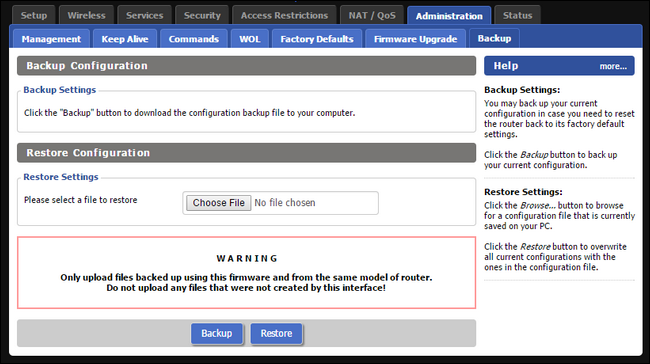 Setup Wireless Services Security Access Restrictions NAT / QoS Administration Status
Management Keep Alive Commands WOL Factory Defaults Firmware Upgrade Backup
Backup Configuration
Backup Settings
Click the "Backup" button to download the configuration backup file to your computer.
Restore Configuration
Restore Settings
Please select a file to restore Choose File No file chosen
W A R N I N G
Only upload files backed up using this firmware and from the same model of router.
Do not upload any files that were not created by this interface!
Backup Restore
Help more...
Backup Settings:
You may back up your current
configuration in case you need to reset
the router back to its factory default
settings.
Click the Backup button to back up
your current configuration.
Restore Settings:
Click the Browse... button to browse
for a configuration file that is currently
saved on your PC.
Click the Restore button to overwrite
all current configurations with the
ones in the configuration file.